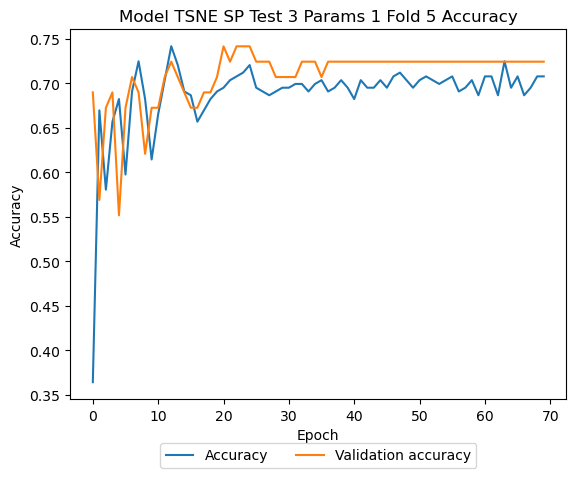 Model TSNE SP Test 3 Params 1 Fold 5 Accuracy
Accuracy
0.75
0.70
0.65
0.60
0.55
0.50
0.45
0.40
0.35
0 10 20 30 40 50 60 70
Epoch
Accuracy Validation accuracy